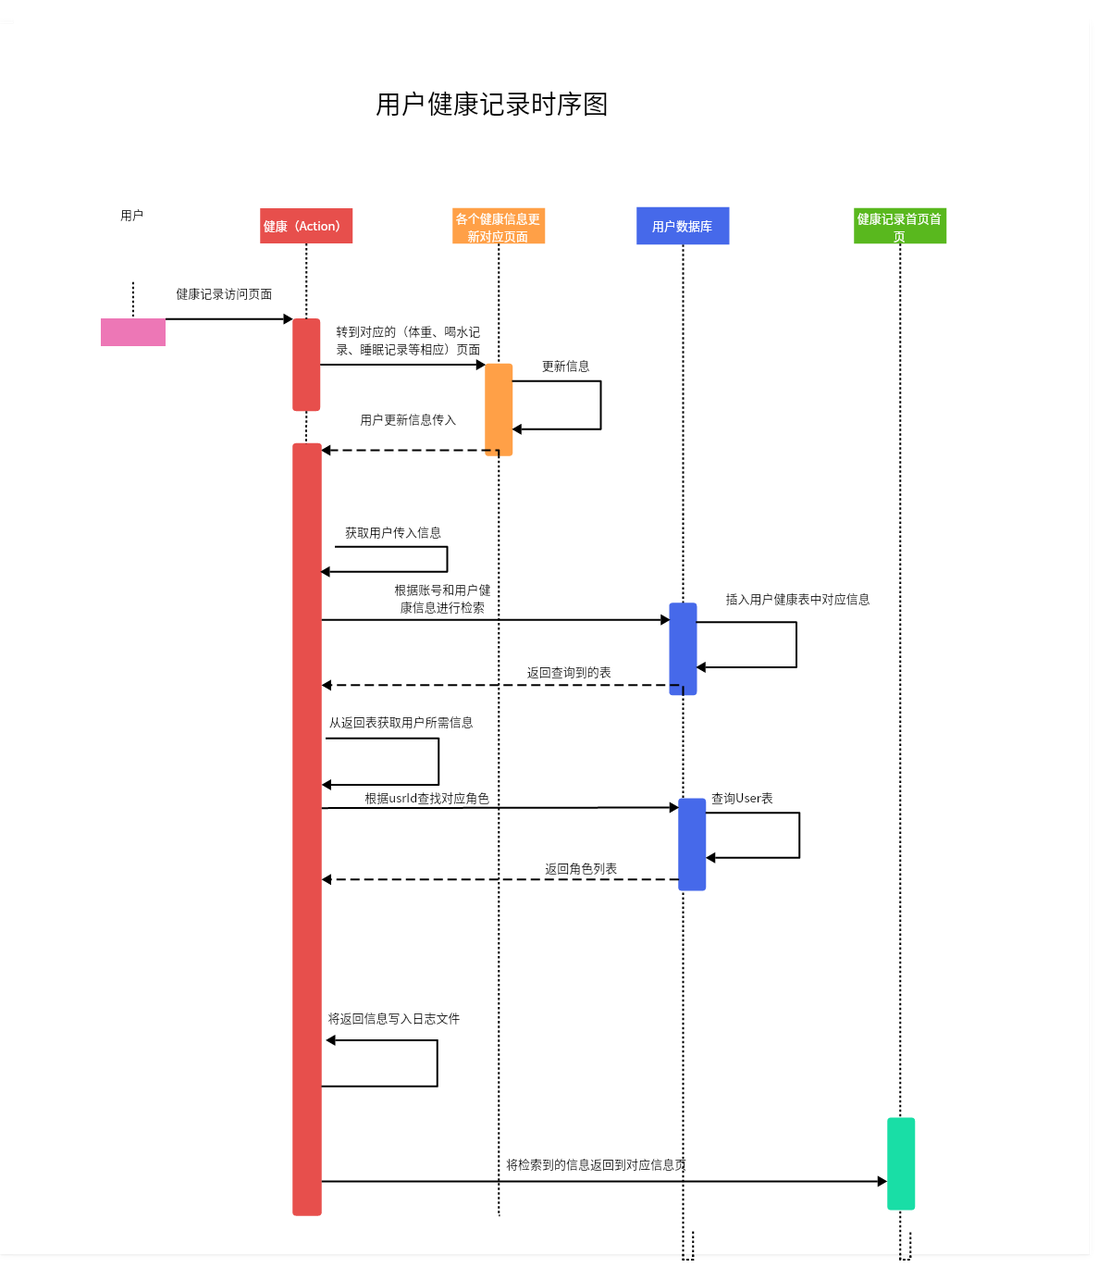 用户健康记录时序图
用户
健康（Action）
各个健康信息更
新对应页面
用户数据库
健康记录首页首
页
健康记录访问页面
转到对应的（体重、喝水记
录、睡眠记录等相应）页面
更新信息
用户更新信息传入
获取用户传入信息
根据账号和用户健
康信息进行检索
插入用户健康表中对应信息
返回查询到的表
从返回表获取用户所需信息
根据usrId查找对应角色
查询User表
返回角色列表
将返回信息写入日志文件
将检索到的信息返回到对应信息页